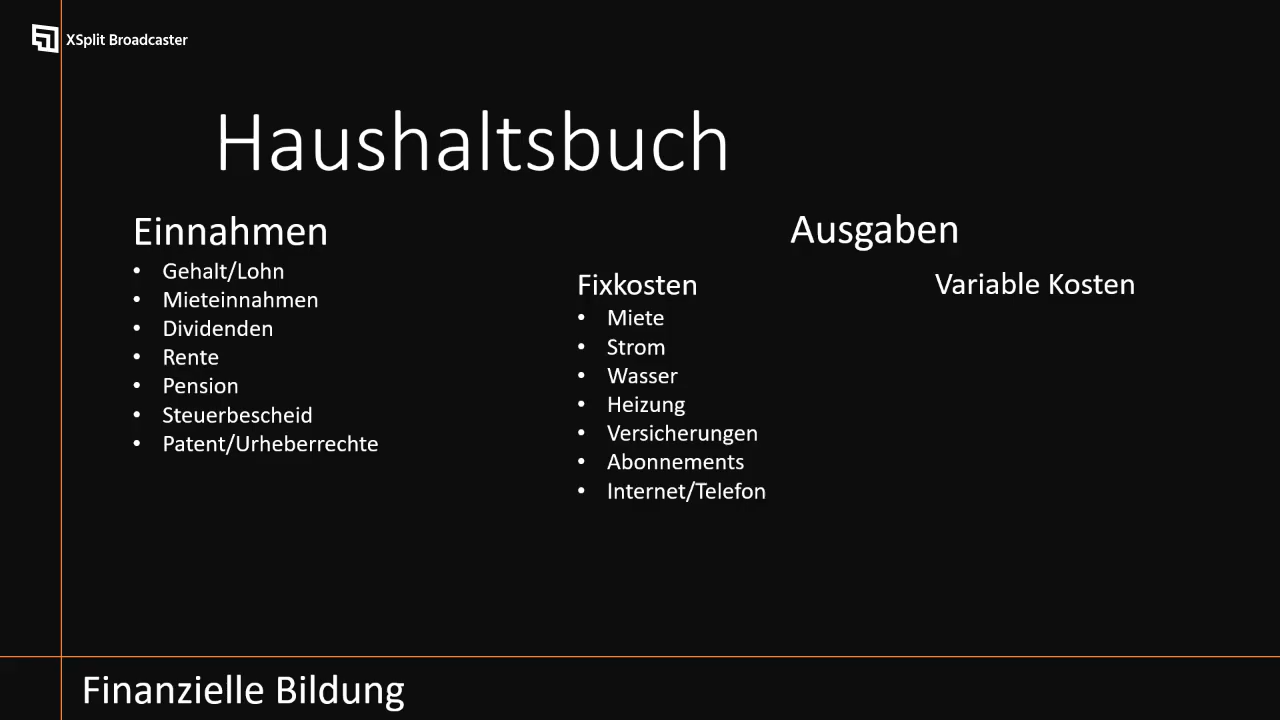 XSplit Broadcaster
Haushaltsbuch
Einnahmen
• Gehalt/Lohn
• Mieteinnahmen
• Dividenden
• Rente
• Pension
• Steuerbescheid
• Patent/Urheberrechte
Ausgaben
Fixkosten
• Miete
• Strom
• Wasser
• Heizung
• Versicherungen
• Abonnements
• Internet/Telefon
Variable Kosten
Finanzielle Bildung